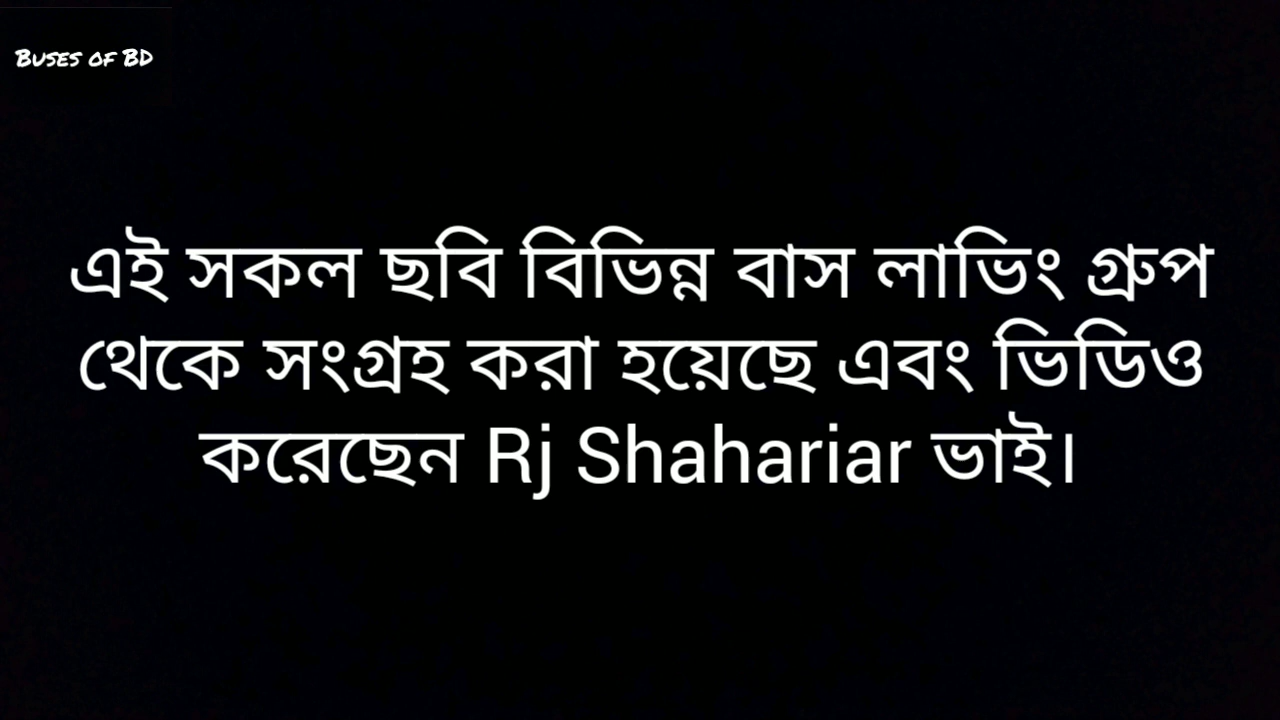 Buses of BD
এই সকল ছবি বিভিন্ন বাস লাভিং গ্রুপ
থেকে সংগ্রহ করা হয়েছে এবং ভিডিও
করেছেন Rj Shahariar ভাই।